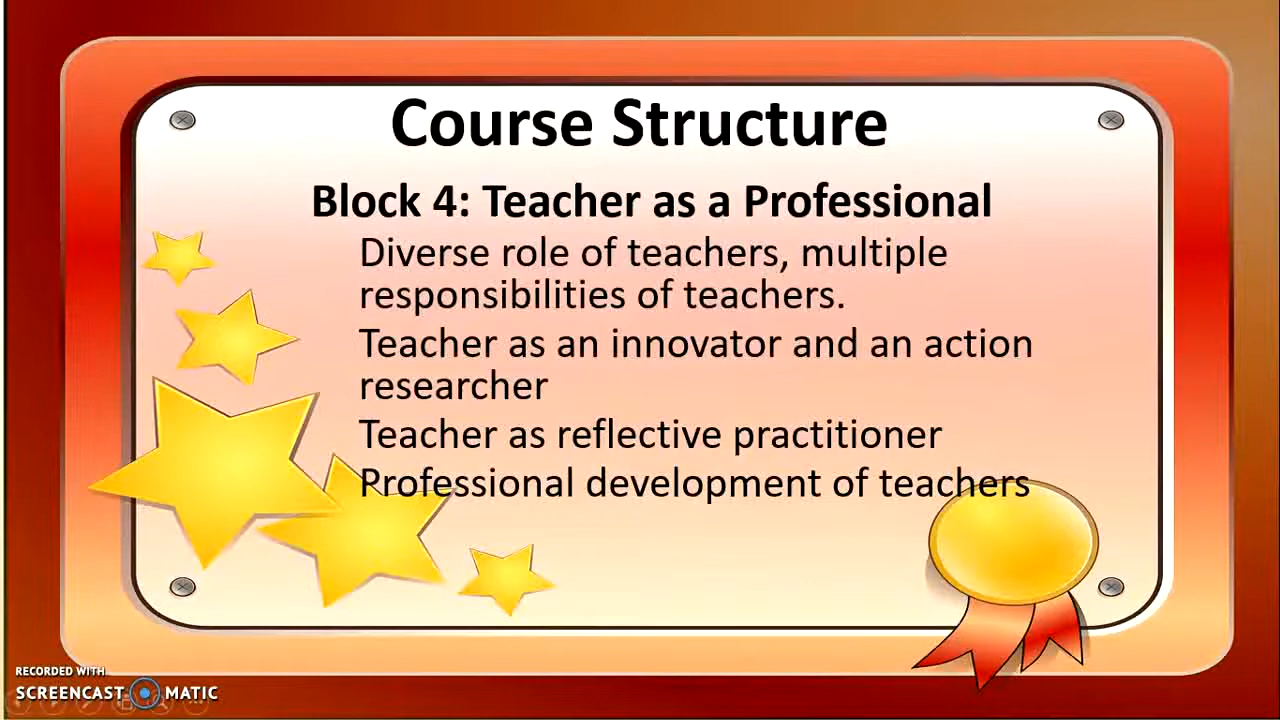 Course Structure
Block 4: Teacher as a Professional
Diverse role of teachers, multiple
responsibilities of teachers.
Teacher as an innovator and an action
researcher
Teacher as reflective practitioner
Professional development of teachers
RECORDED WITH
SCREENCAST MATIC